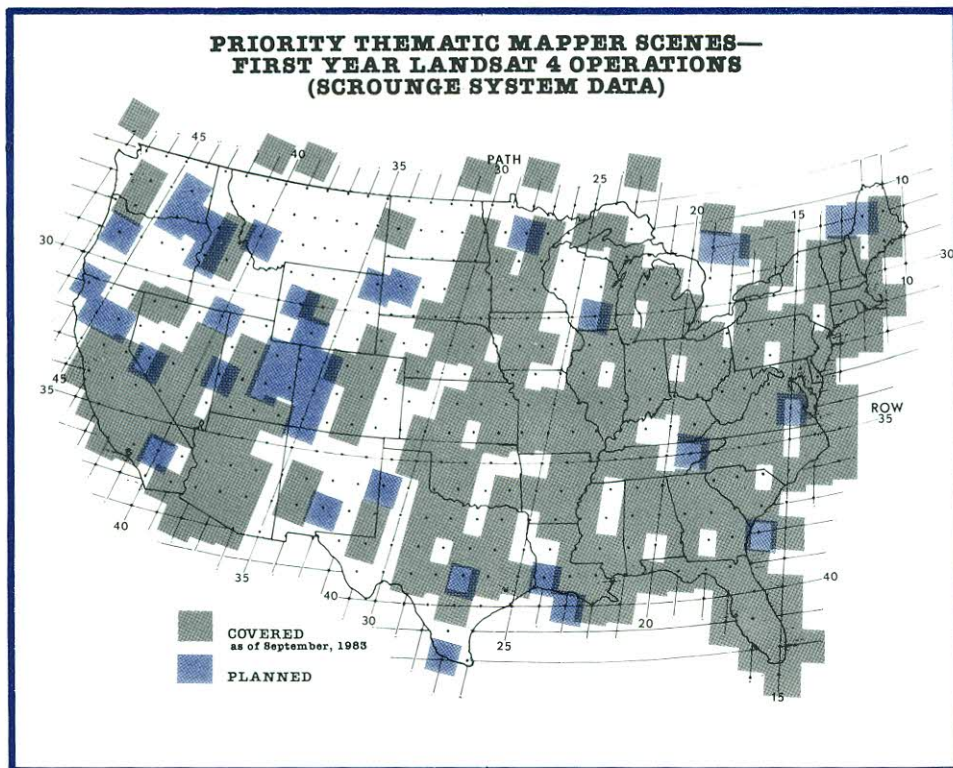 PRIORITY THEMATIC MAPPER SCENES—
FIRST YEAR LANDSAT 4 OPERATIONS
(SCROUNGE SYSTEM DATA)
45
40
35
PATH
30
25
20
15
10
30
30
10
45
35
ROW
35
40
35
40
30
25
20
40
15
COVERED
as of September, 1983
PLANNED